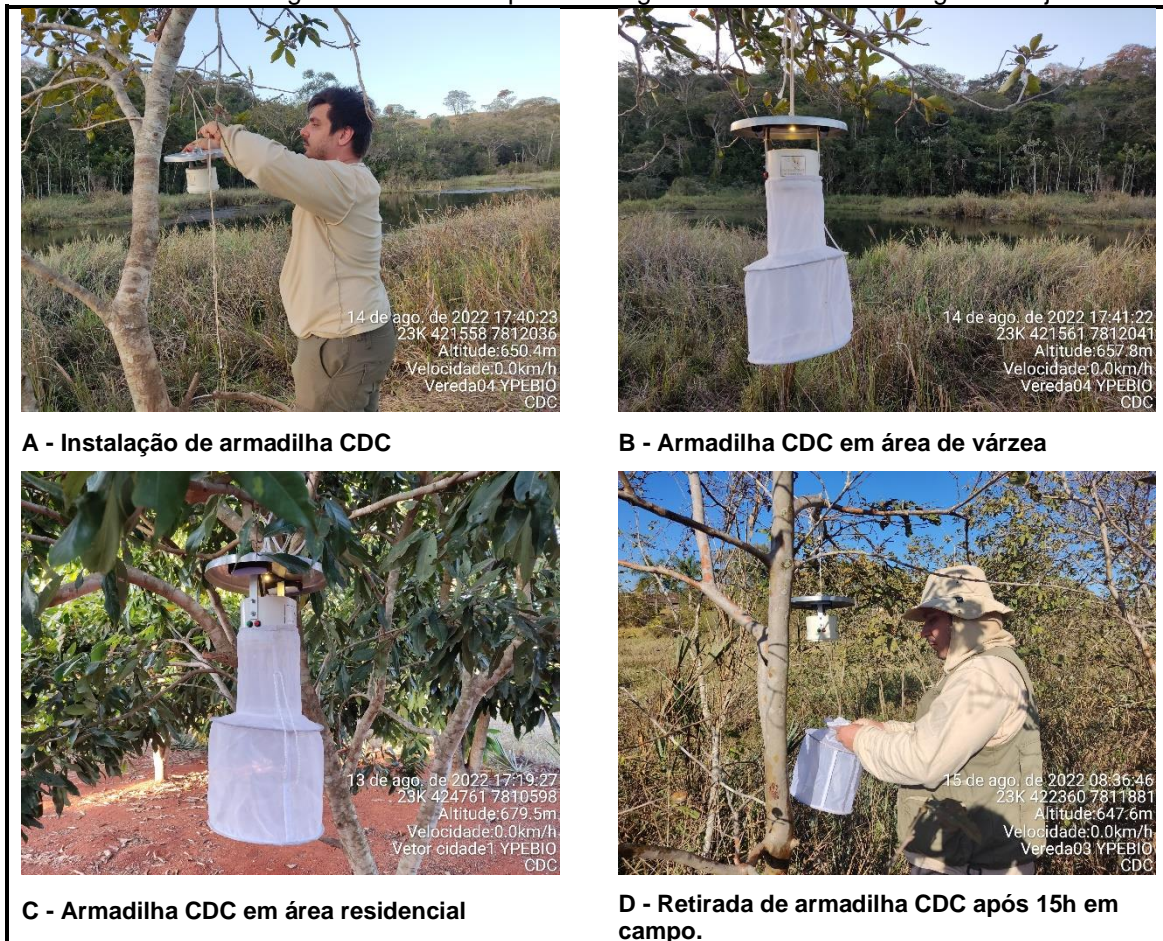 14 de ago. de 2022 17:40:23
23K 421558 7812036
Altitude:650.4m
Velocidade:0.0km/h
Vereda04 YPEBIO
CDC
14 de ago. de 2022 17:41:22
23K 421561 7812041
Altitude:657.8m
Velocidade:0.0km/h
Vereda04 YPEBIO
CDC
A - Instalação de armadilha CDC
B - Armadilha CDC em área de várzea
13 de ago. de 2022 17:19:27
23K 424761 7810598
Altitude:679.5m
Velocidade:0.0km/h
Vetor cidade1 YPEBIO
CDC
15 de ago. de 2022 08:36:46
23K 422360 7811881
Altitude:647.6m
Velocidade:0.0km/h
Vereda03 YPEBIO
CDC
C - Armadilha CDC em área residencial
D - Retirada de armadilha CDC após 15h em
campo.